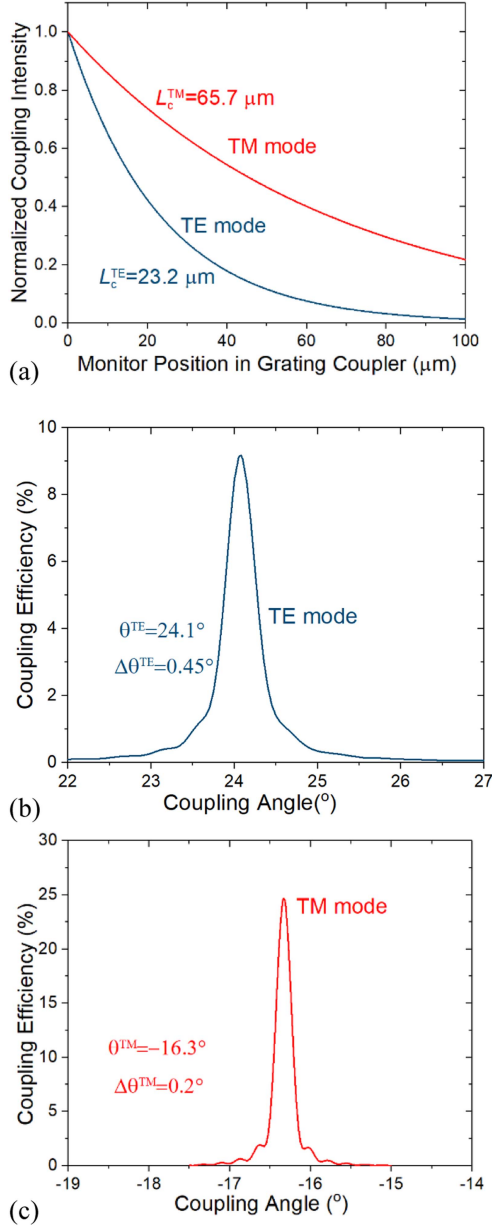 Normalized Coupling Intensity
1.0
0.8
0.6
0.4
0.2
0.0
L_c^TM=65.7 μm
TM mode
TE mode
L_c^TE=23.2 μm
0 20 40 60 80 100
Monitor Position in Grating Coupler (μm)
(a)
Coupling Efficiency (%)
10
8
6
4
2
0
θ^TE=24.1°
TE mode
Δθ^TE=0.45°
22 23 24 25 26 27
Coupling Angle(°)
(b)
Coupling Efficiency (%)
30
25
20
15
10
5
0
TM mode
θ^TM=−16.3°
Δθ^TM=0.2°
-19 -18 -17 -16 -15 -14
Coupling Angle (°)
(c)